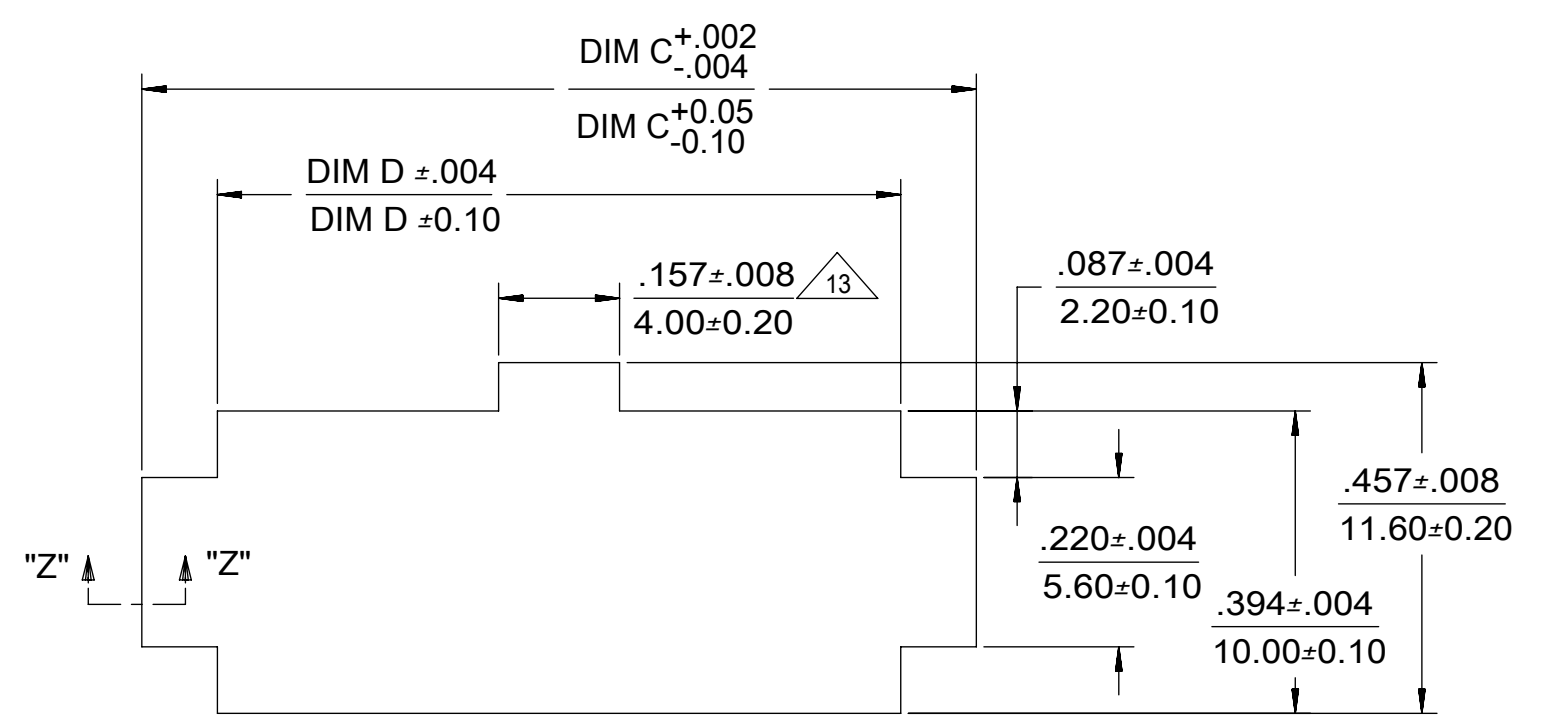 DIM C+.002
-.004
DIM C+0.05
-0.10
DIM D ±.004
DIM D ±0.10
.157±.008
13
4.00±0.20
.087±.004
2.20±0.10
.457±.008
11.60±0.20
.220±.004
5.60±0.10
"Z" "Z"
.394±.004
10.00±0.10